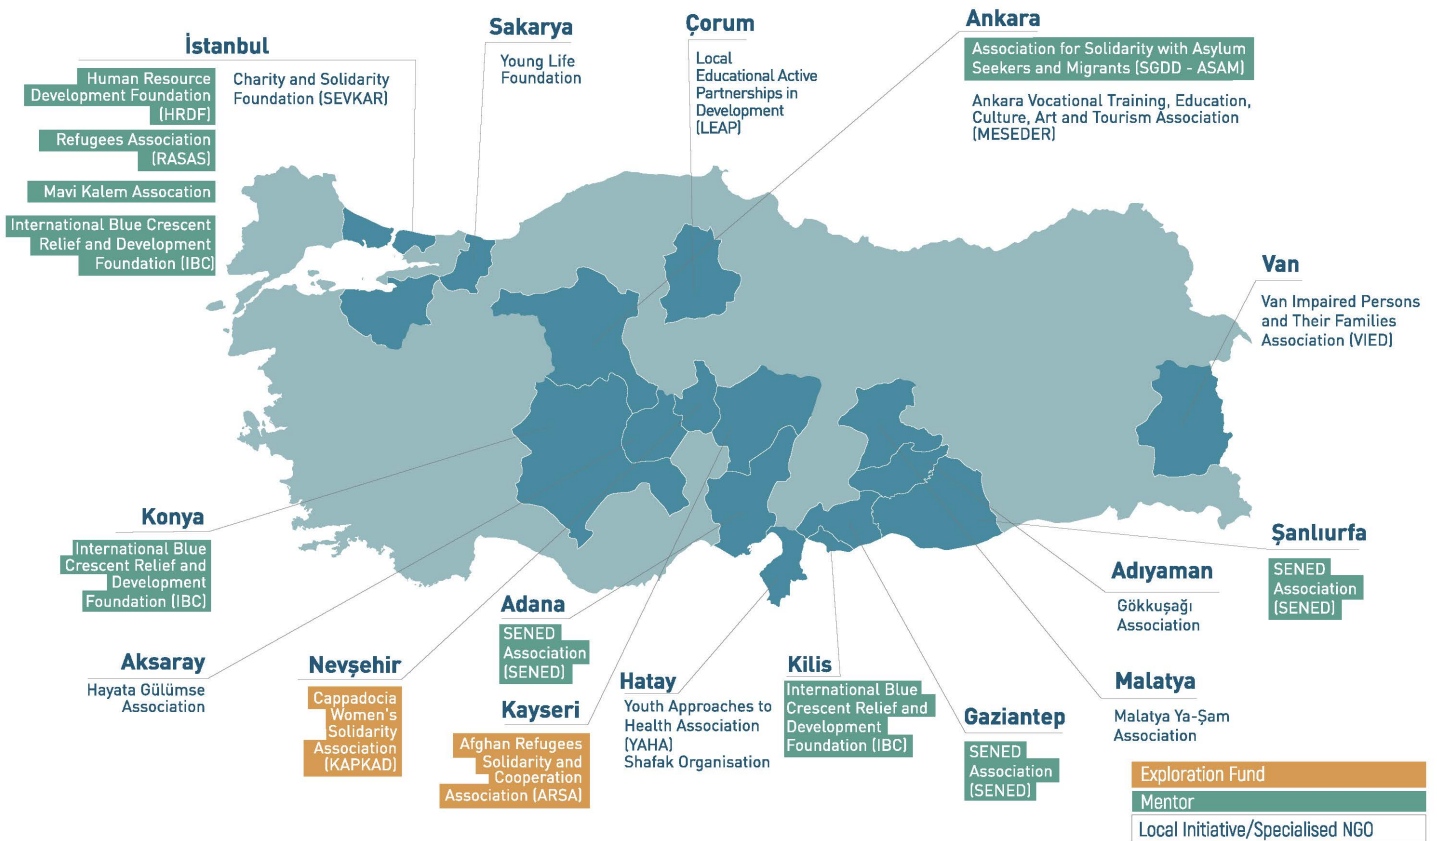 İstanbul
Human Resource
Development Foundation
(HRDF)
Refugees Association
(RASAS)
Mavi Kalem Assocation
International Blue Crescent
Relief and Development
Foundation (IBC)
Charity and Solidarity
Foundation (SEVKAR)
Sakarya
Young Life
Foundation
Çorum
Local
Educational Active
Partnerships in
Development
(LEAP)
Ankara
Association for Solidarity with Asylum
Seekers and Migrants (SGDD - ASAM)
Ankara Vocational Training, Education,
Culture, Art and Tourism Association
(MESEDER)
Van
Van Impaired Persons
and Their Families
Association (VIED)
Konya
International Blue
Crescent Relief and
Development
Foundation (IBC)
Aksaray
Hayata Gülümse
Association
Nevşehir
Cappadocia
Women's
Solidarity
Association
(KAPKAD)
Adana
SENED
Association
(SENED)
Kayseri
Afghan Refugees
Solidarity and
Cooperation
Association (ARSA)
Hatay
Youth Approaches to
Health Association
(YAHA)
Shafak Organisation
Kilis
International Blue
Crescent Relief and
Development
Foundation (IBC)
Gaziantep
SENED
Association
(SENED)
Şanlıurfa
SENED
Association
(SENED)
Adıyaman
Gökkuşağı
Association
Malatya
Malatya Ya-Şam
Association
Exploration Fund
Mentor
Local Initiative/Specialised NGO